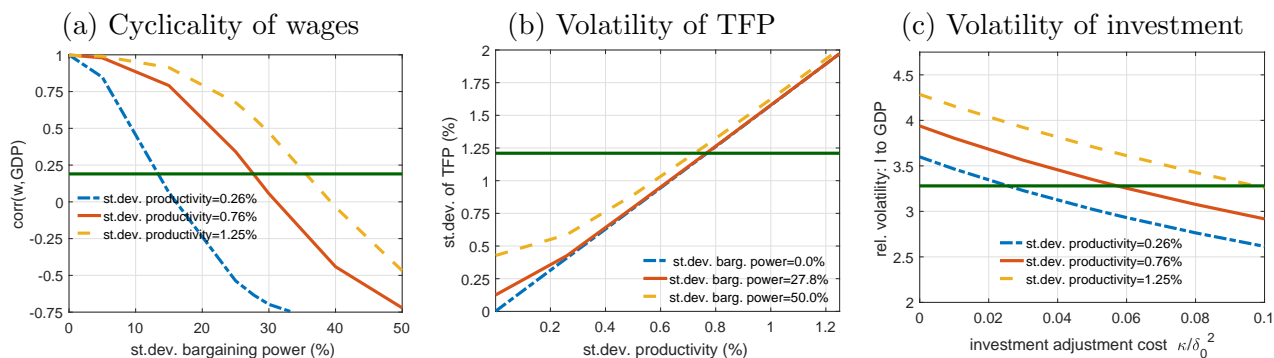 (a) Cyclicality of wages
corr(w,GDP)
1
0.75
0.5
0.25
0
-0.25
-0.5
-0.75
st.dev. productivity=0.26%
st.dev. productivity=0.76%
st.dev. productivity=1.25%
0 10 20 30 40 50
st.dev. bargaining power (%)
(b) Volatility of TFP
st.dev. of TFP (%)
2
1.75
1.5
1.25
1
0.75
0.5
0.25
0
st.dev. barg. power=0.0%
st.dev. barg. power=27.8%
st.dev. barg. power=50.0%
0.2 0.4 0.6 0.8 1 1.2
st.dev. productivity (%)
(c) Volatility of investment
rel. volatility: I to GDP
4.5
4
3.5
3
2.5
2
st.dev. productivity=0.26%
st.dev. productivity=0.76%
st.dev. productivity=1.25%
0 0.02 0.04 0.06 0.08 0.1
investment adjustment cost κ/δ₀²